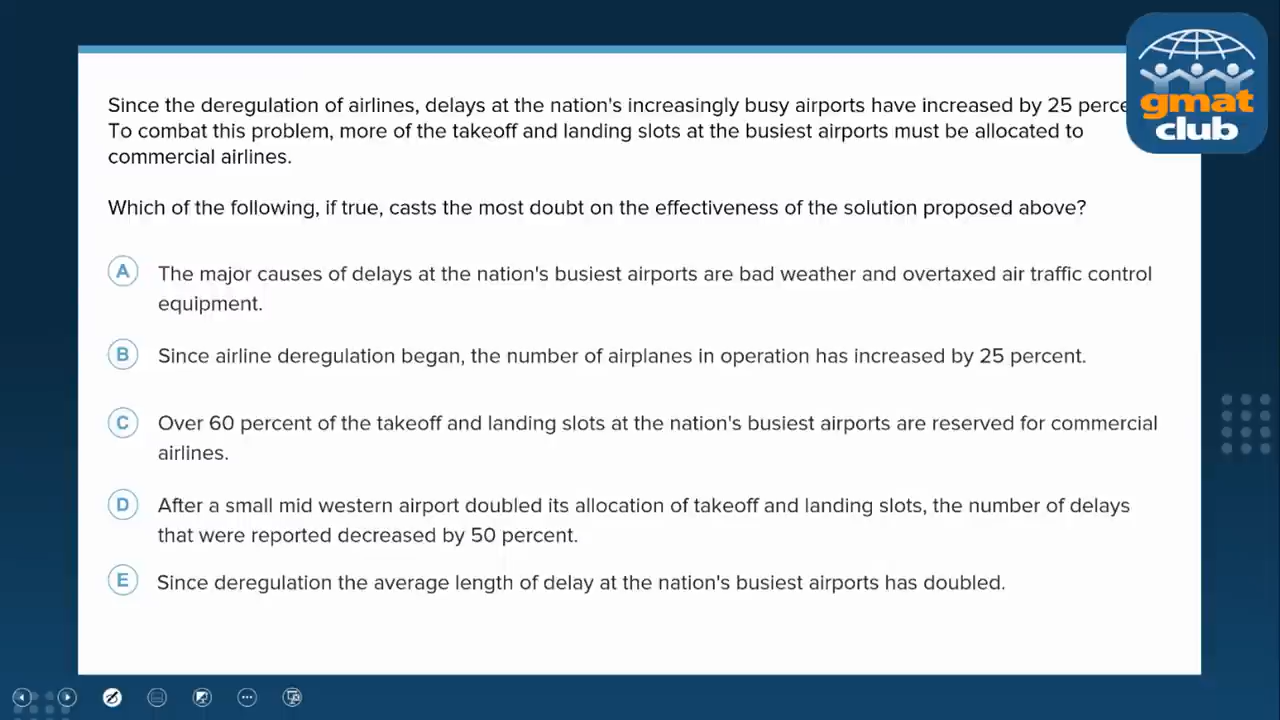 gmat
club
Since the deregulation of airlines, delays at the nation's increasingly busy airports have increased by 25
To combat this problem, more of the takeoff and landing slots at the busiest airports must be allocated to
commercial airlines.
Which of the following, if true, casts the most doubt on the effectiveness of the solution proposed above?
A The major causes of delays at the nation's busiest airports are bad weather and overtaxed air traffic control
equipment.
B Since airline deregulation began, the number of airplanes in operation has increased by 25 percent.
C Over 60 percent of the takeoff and landing slots at the nation's busiest airports are reserved for commercial
airlines.
D After a small mid western airport doubled its allocation of takeoff and landing slots, the number of delays
that were reported decreased by 50 percent.
E Since deregulation the average length of delay at the nation's busiest airports has doubled.